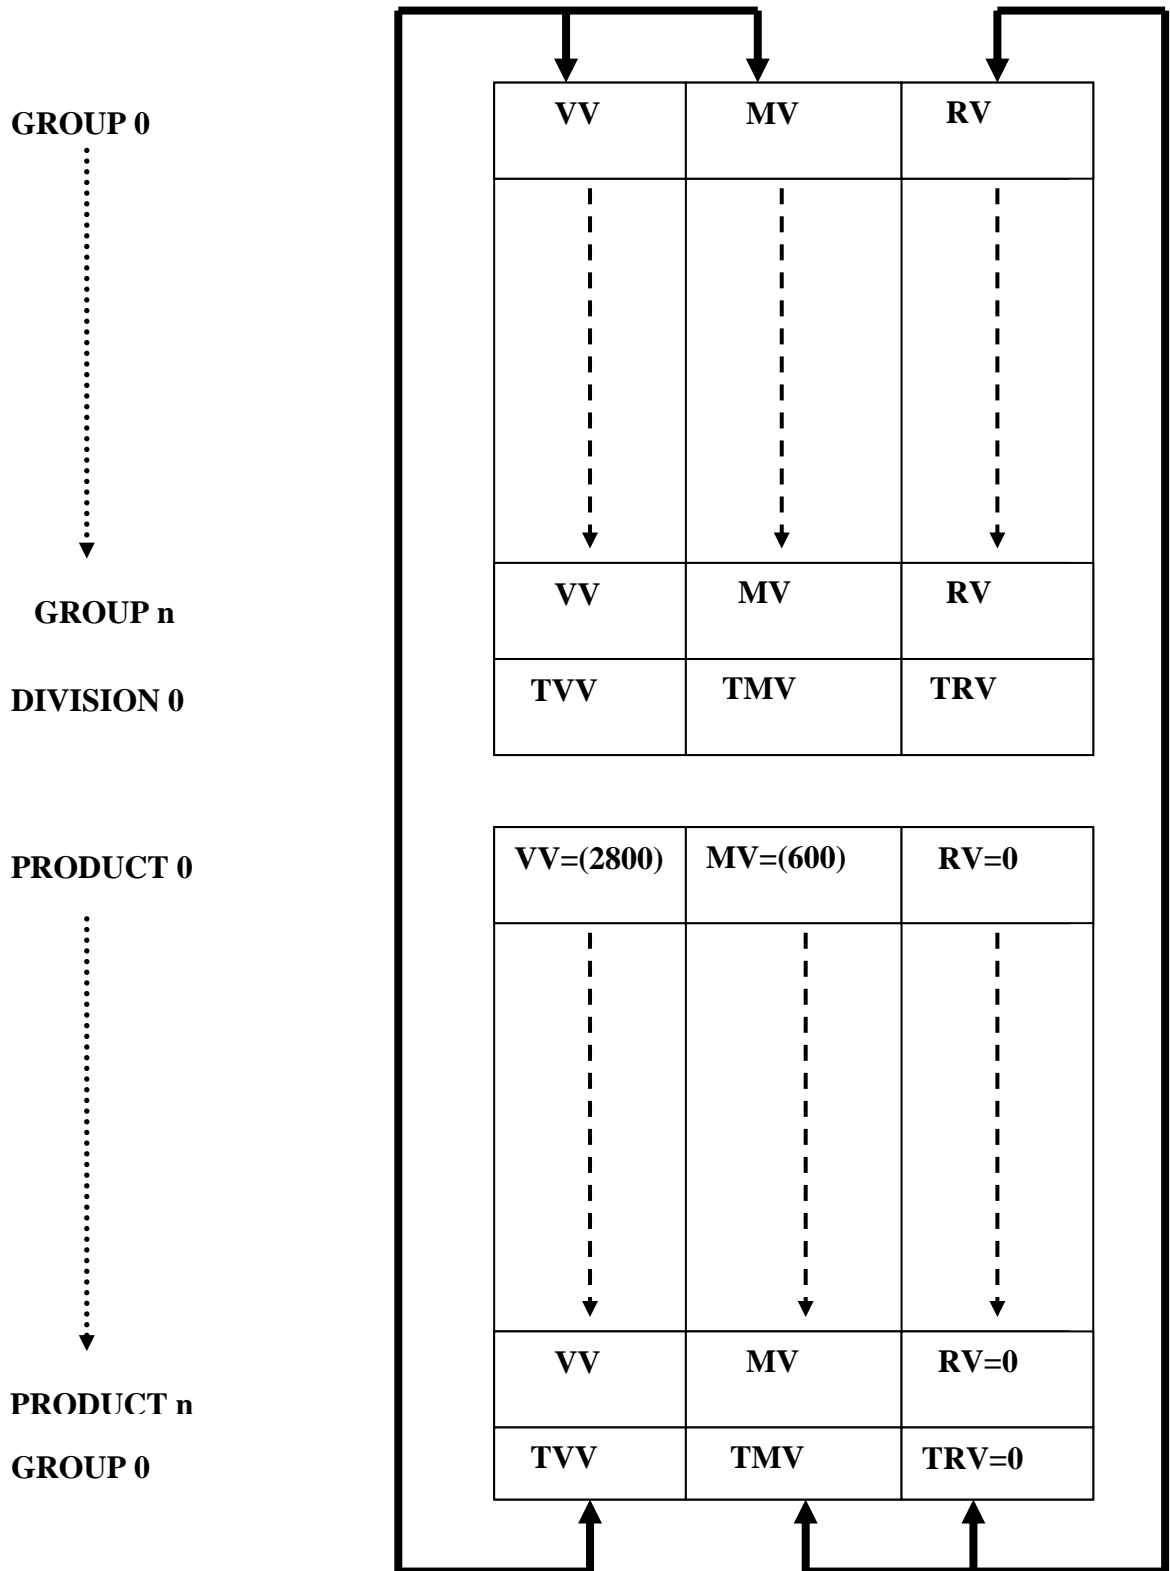 GROUP 0 VV MV RV
GROUP n VV MV RV
DIVISION 0 TVV TMV TRV
PRODUCT 0 VV=(2800) MV=(600) RV=0
PRODUCT n VV MV RV=0
GROUP 0 TVV TMV TRV=0